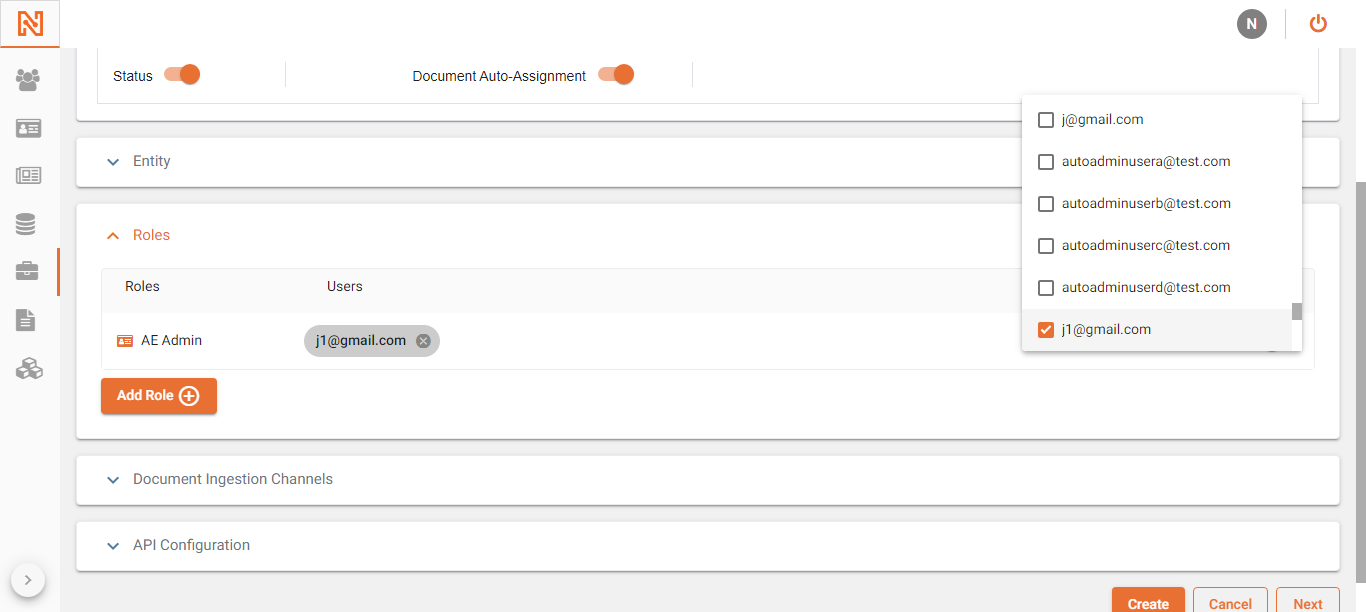 N
Status
Document Auto-Assignment
j@gmail.com
Entity
autoadminusera@test.com
autoadminuserb@test.com
Roles
autoadminuserc@test.com
Roles
Users
autoadminuserd@test.com
AE Admin
j1@gmail.com
j1@gmail.com
Add Role
Document Ingestion Channels
API Configuration
Create
Cancel
Next